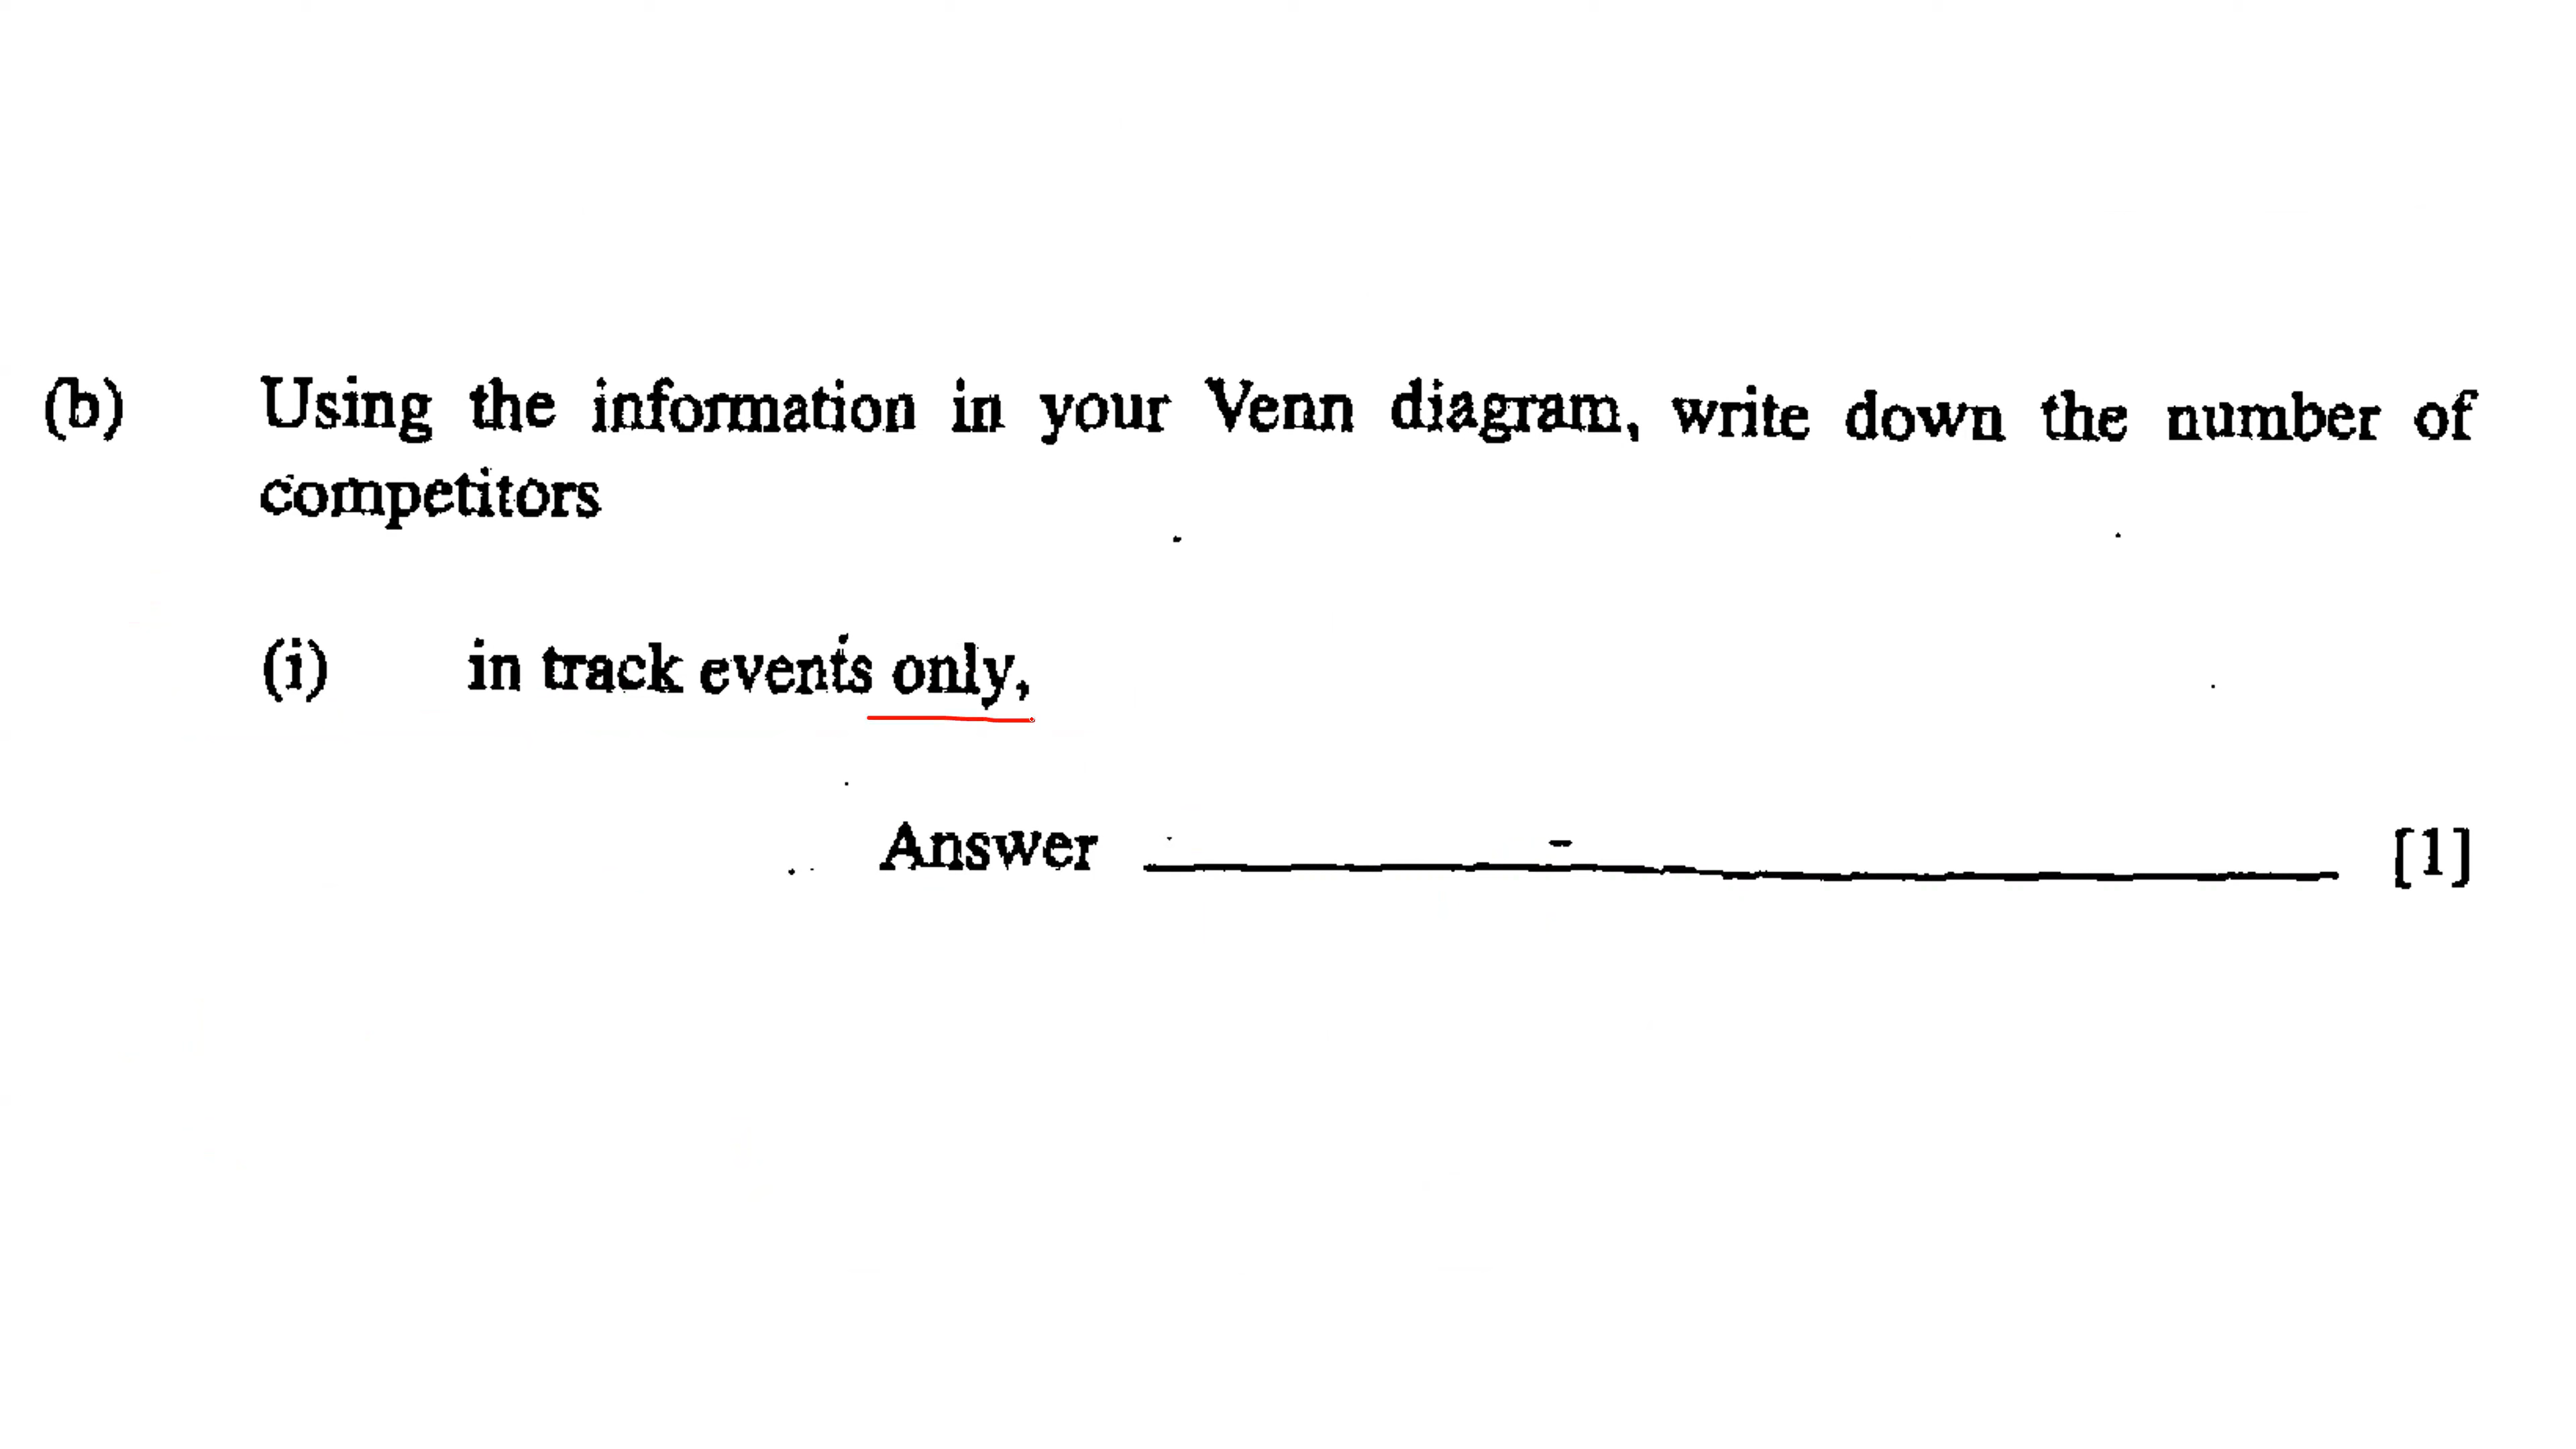 (b) Using the information in your Venn diagram, write down the number of
competitors
(i) in track events only,
Answer [1]